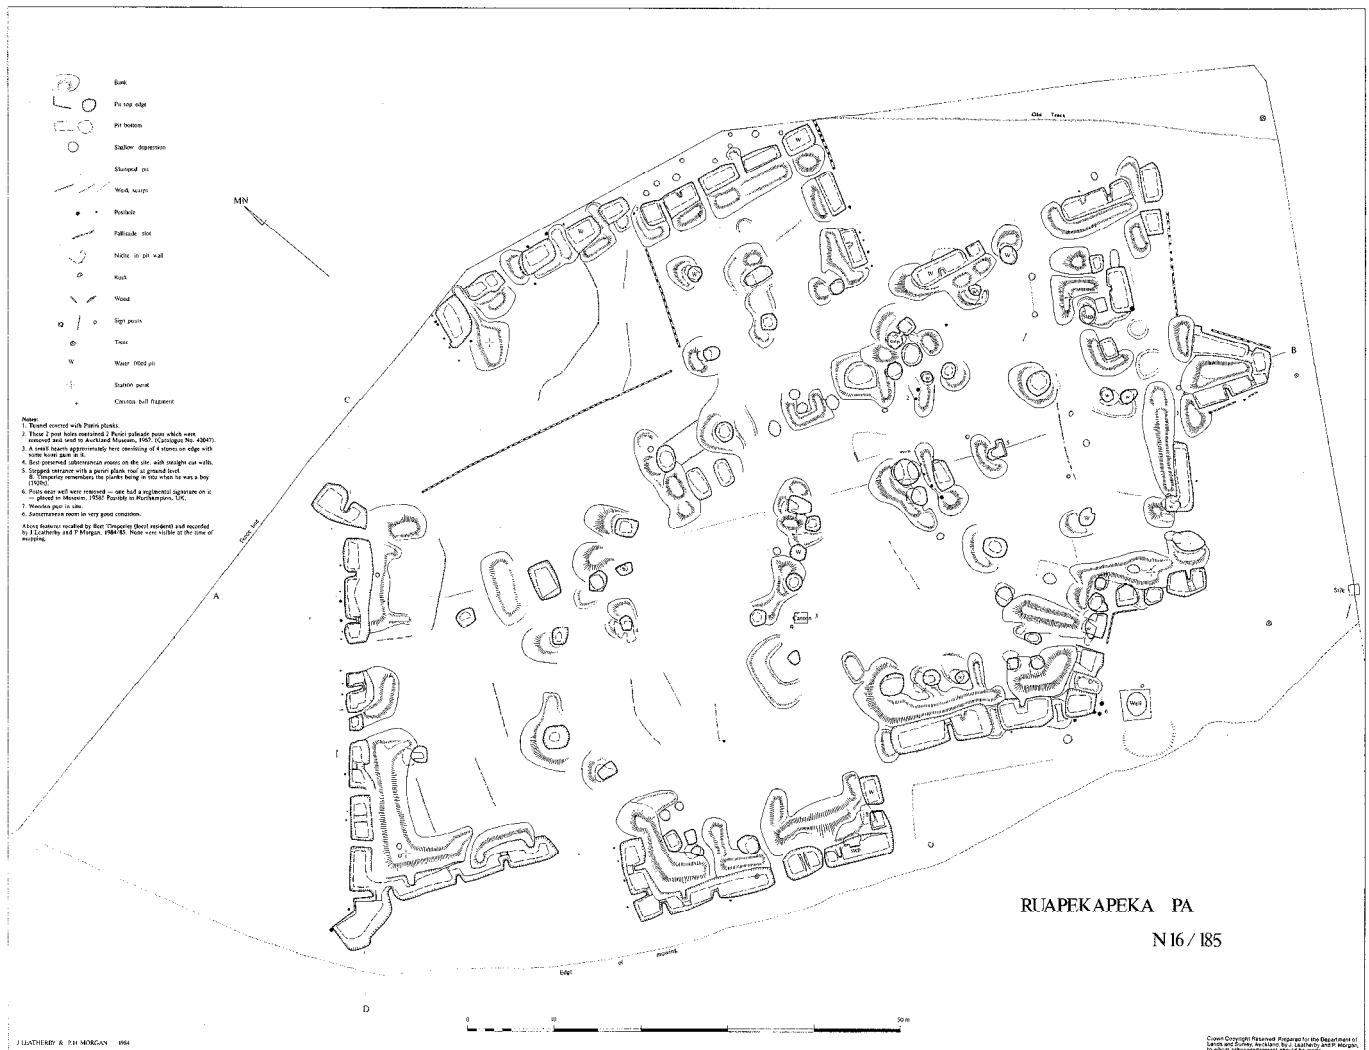 Bank
Pit top edge
Pit bottom
Shallow depression
Slumped pit
Weak scarps
Posthole
Pallisade slot
Niche in pit wall
Rock
Wood
Sign posts
Trees
W Water filled pit
Station point
Cannon ball fragment
MN
Old Track
Notes:
1. Tunnel covered with Puriri planks.
2. These 2 post holes contained 2 Puriri palisade posts which were
removed and send to Auckland Museum, 1967. (Catalogue No. 42047).
3. A small hearth approximately here consisting of 4 stones on edge with
some kauri gum in it.
4. Best preserved subterranean rooms on the site, with straight cut walls.
5. Stepped entrance with a puriri plank roof at ground level.
B. Timperley remembers the planks being in situ when he was a boy
(1920s).
6. Posts near well were removed — one had a regimental signature on it
— placed in Museum, 1958? Possibly in Northampton, UK.
7. Wooden post in situ.
8. Subterranean room in very good condition.
Above features recalled by Bert Timperley (local resident) and recorded
by J Leatherby and P Morgan, 1984/85. None were visible at the time of
mapping.
Fence line
A
B
C
D
Cannon 3
Stile
Well
Edge of mowing
RUAPEKAPEKA PA
N16/185
0 10 50 m
J LEATHERBY & P.H MORGAN 1984
Crown Copyright Reserved. Prepared for the Department of
Lands and Survey, Auckland, by J. Leatherby and P. Morgan,